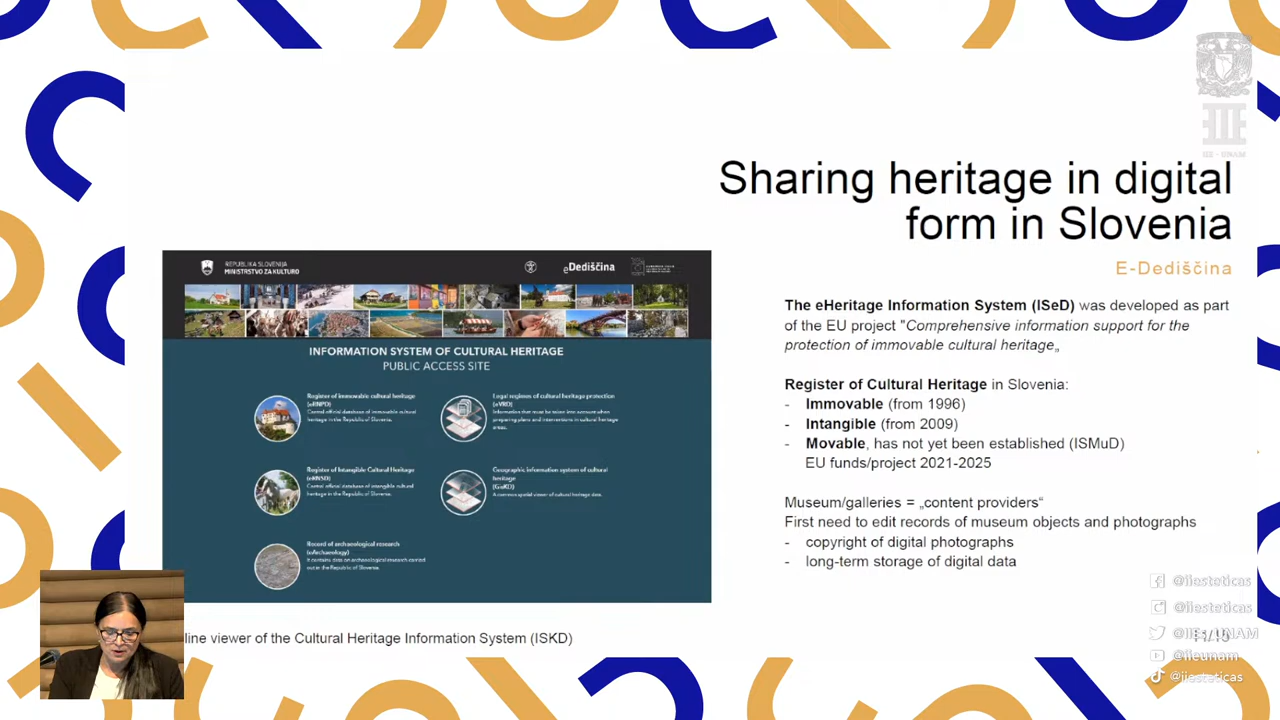 IIE - UNAM
Sharing heritage in digital
form in Slovenia
E-Dediščina
REPUBLIKA SLOVENIJA
MINISTRSTVO ZA KULTURO
eDediščina
INFORMATION SYSTEM OF CULTURAL HERITAGE
PUBLIC ACCESS SITE
Register of immovable cultural heritage
(eRNPD)
Central official database of immovable cultural
heritage in the Republic of Slovenia.
Legal regimes of cultural heritage protection
(eVRD)
Information that must be taken into account when
preparing plans and interventions in cultural heritage
areas.
Register of Intangible Cultural Heritage
(eRNSD)
Central official database of intangible cultural
heritage in the Republic of Slovenia.
Geographic information system of cultural
heritage
(GisKD)
A common spatial viewer of cultural heritage data.
Record of archaeological research
(eArchaeology)
It contains data on archaeological research carried
out in the Republic of Slovenia.
line viewer of the Cultural Heritage Information System (ISKD)
The eHeritage Information System (ISeD) was developed as part
of the EU project "Comprehensive information support for the
protection of immovable cultural heritage„
Register of Cultural Heritage in Slovenia:
- Immovable (from 1996)
- Intangible (from 2009)
- Movable, has not yet been established (ISMuD)
EU funds/project 2021-2025
Museum/galleries = „content providers“
First need to edit records of museum objects and photographs
- copyright of digital photographs
- long-term storage of digital data
@iiesteticas
@iiesteticas
@IIEs_UNAM
@iieunam
@iiesteticas